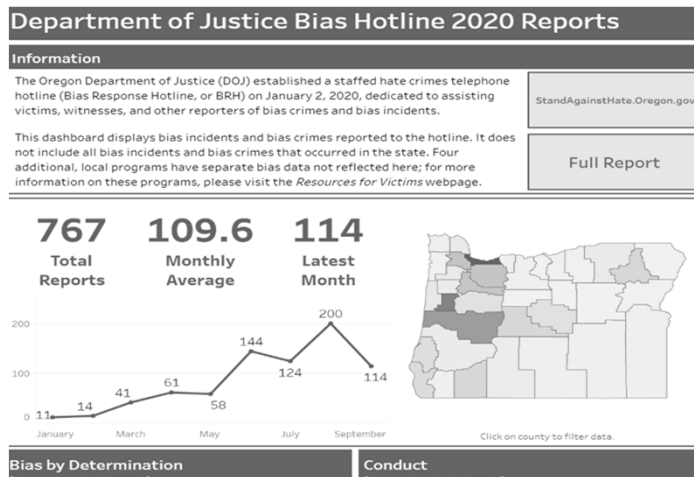 Department of Justice Bias Hotline 2020 Reports
Information
The Oregon Department of Justice (DOJ) established a staffed hate crimes telephone
hotline (Bias Response Hotline, or BRH) on January 2, 2020, dedicated to assisting
victims, witnesses, and other reporters of bias crimes and bias incidents.
This dashboard displays bias incidents and bias crimes reported to the hotline. It does
not include all bias incidents and bias crimes that occurred in the state. Four
additional, local programs have separate bias data not reflected here; for more
information on these programs, please visit the Resources for Victims webpage.
StandAgainstHate.Oregon.gov
Full Report
767 109.6 114
Total Monthly Latest
Reports Average Month
200
100
0
11 14 41 61 58 144 124 200 114
January March May July September
Click on county to filter data.
Bias by Determination
Conduct